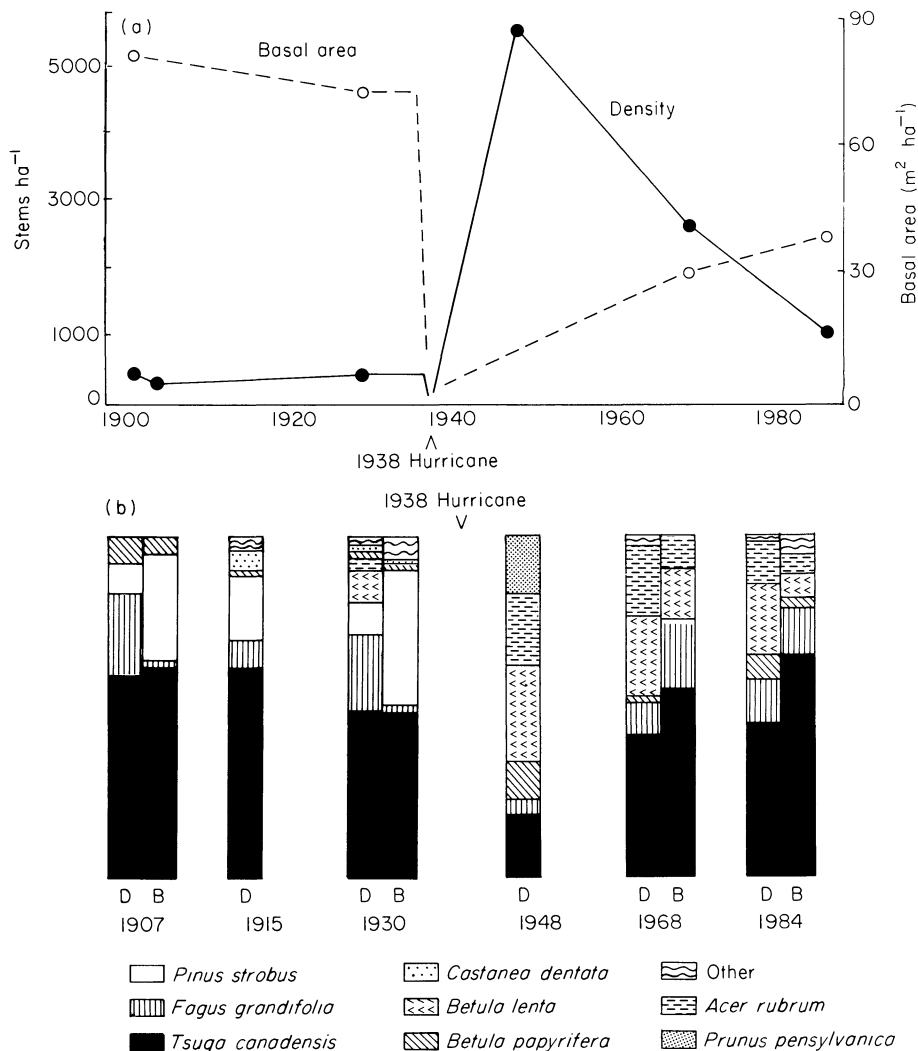 (a)
Basal area
Density
Stems ha⁻¹
5000
3000
1000
0
Basal area (m² ha⁻¹)
90
60
30
0
1900
1920
1940
1960
1980
1938 Hurricane
(b)
1938 Hurricane
D B
D
D B
D
D B
D B
1907
1915
1930
1948
1968
1984
Pinus strobus
Castanea dentata
Other
Fagus grandifolia
Betula lenta
Acer rubrum
Tsuga canadensis
Betula papyrifera
Prunus pensylvanica